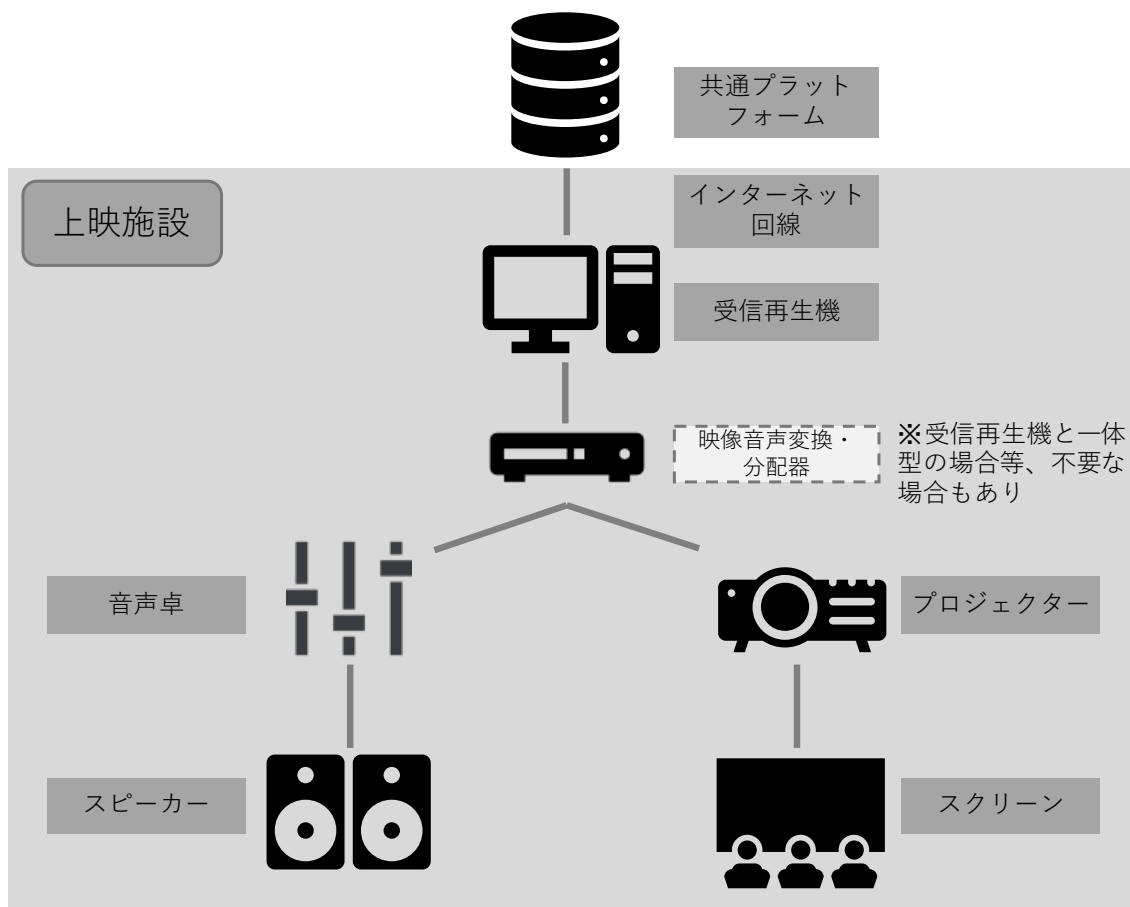 共通プラット
フォーム
上映施設
インターネット
回線
受信再生機
映像音声変換・
分配器
※受信再生機と一体
型の場合等、不要な
場合もあり
音声卓
プロジェクター
スピーカー
スクリーン